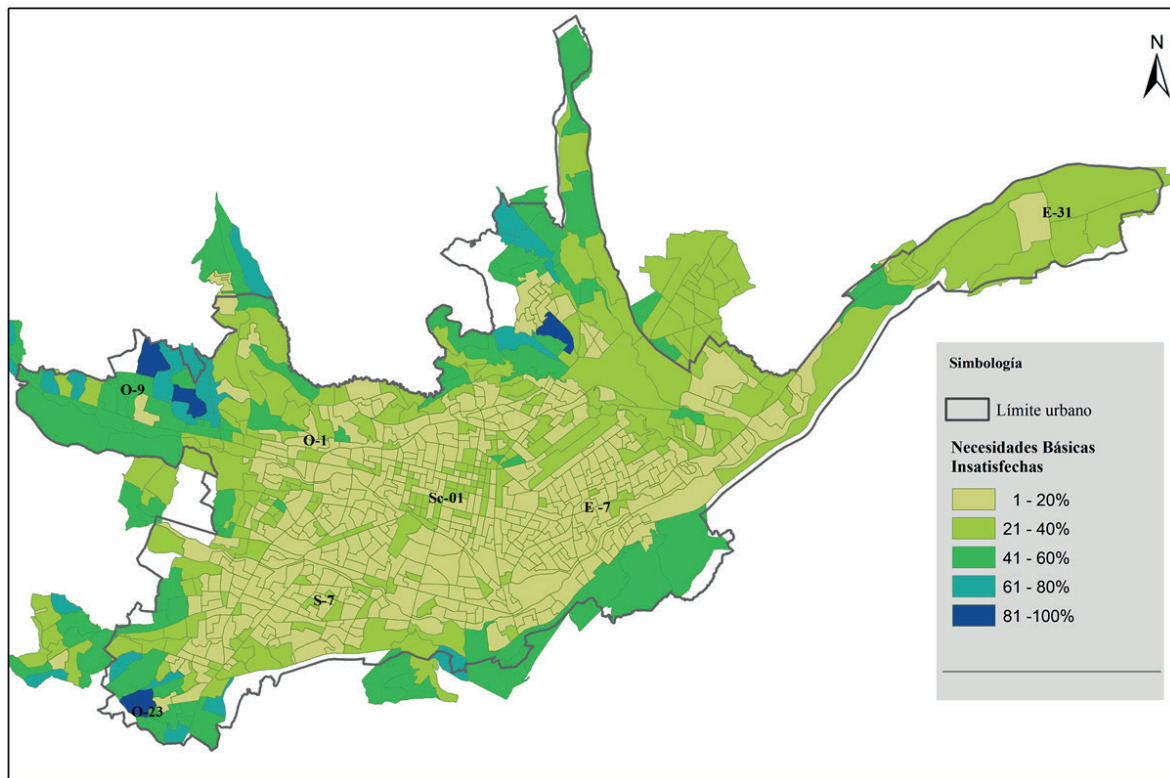 N
E-31
O-9
O-1
Sc-01
E -7
S-7
O-23
Simbología
Límite urbano
Necesidades Básicas
Insatisfechas
1 - 20%
21 - 40%
41 - 60%
61 - 80%
81 -100%